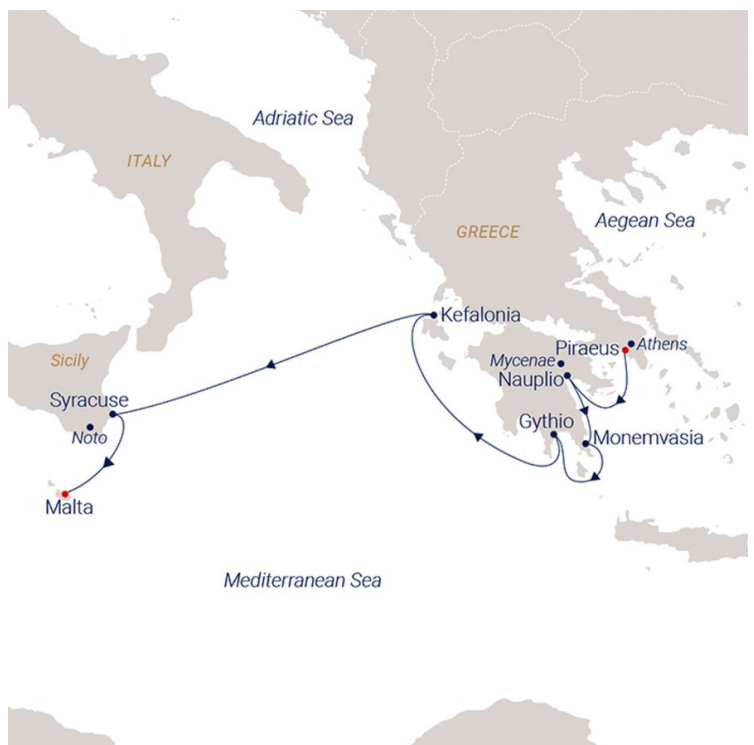 Adriatic Sea
ITALY
Aegean Sea
GREECE
Kefalonia
Piraeus
Athens
Sicily
Mycenae
Nauplio
Syracuse
Noto
Gythio
Monemvasia
Malta
Mediterranean Sea